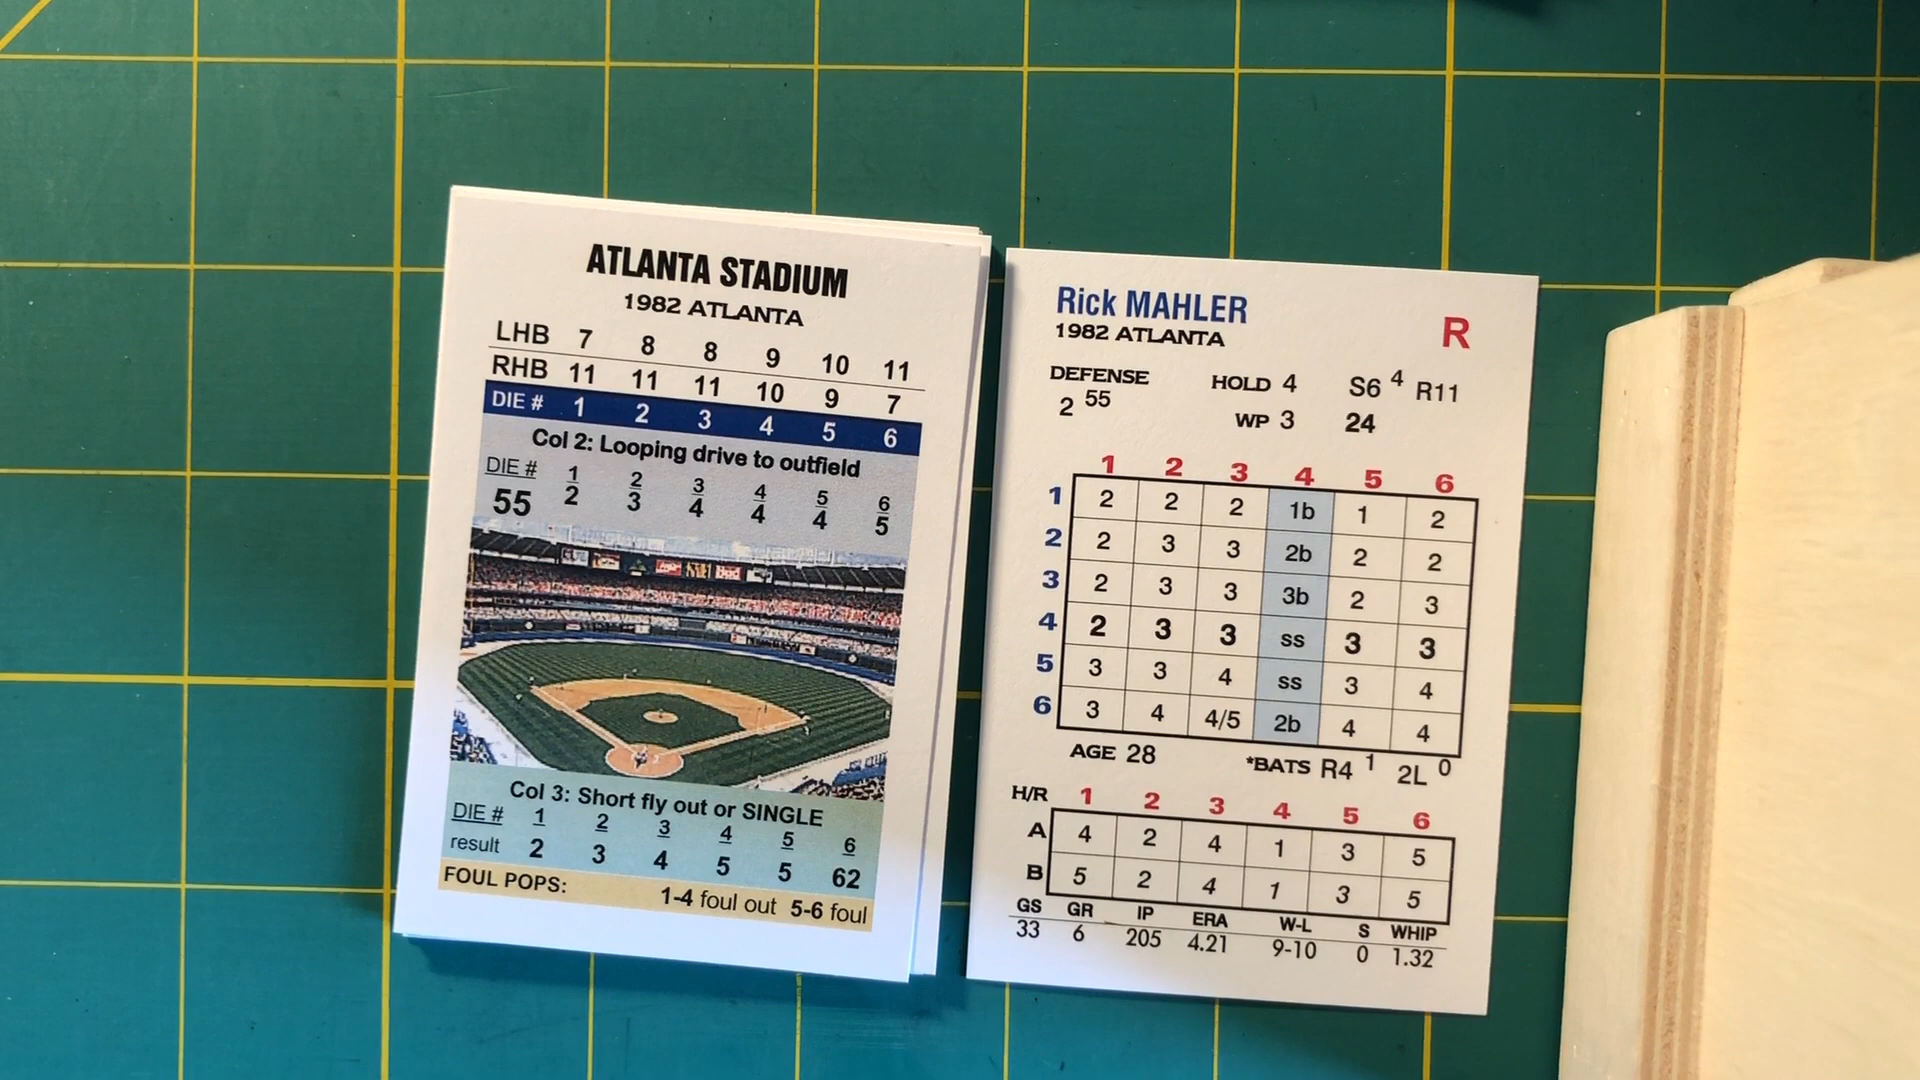 ATLANTA STADIUM
1982 ATLANTA
LHB 7 8 8 9 10 11
RHB 11 11 11 10 9 7
DIE # 1 2 3 4 5 6
Col 2: Looping drive to outfield
DIE # 1 2 3 4 5 6
55 2 3 4 4 4 5
Col 3: Short fly out or SINGLE
DIE # 1 2 3 4 5 6
result 2 3 4 5 5 62
FOUL POPS: 1-4 foul out 5-6 foul
Rick MAHLER
1982 ATLANTA
R
DEFENSE HOLD 4 S6 4 R11
2 55 WP 3 24
1 2 3 4 5 6
1 2 2 2 1b 1 2
2 2 3 3 2b 2 2
3 2 3 3 3b 2 3
4 2 3 3 ss 3 3
5 3 3 4 ss 3 4
6 3 4 4/5 2b 4 4
AGE 28 *BATS R4 1 2L 0
H/R 1 2 3 4 5 6
A 4 2 4 1 3 5
B 5 2 4 1 3 5
GS GR IP ERA W-L S WHIP
33 6 205 4.21 9-10 0 1.32